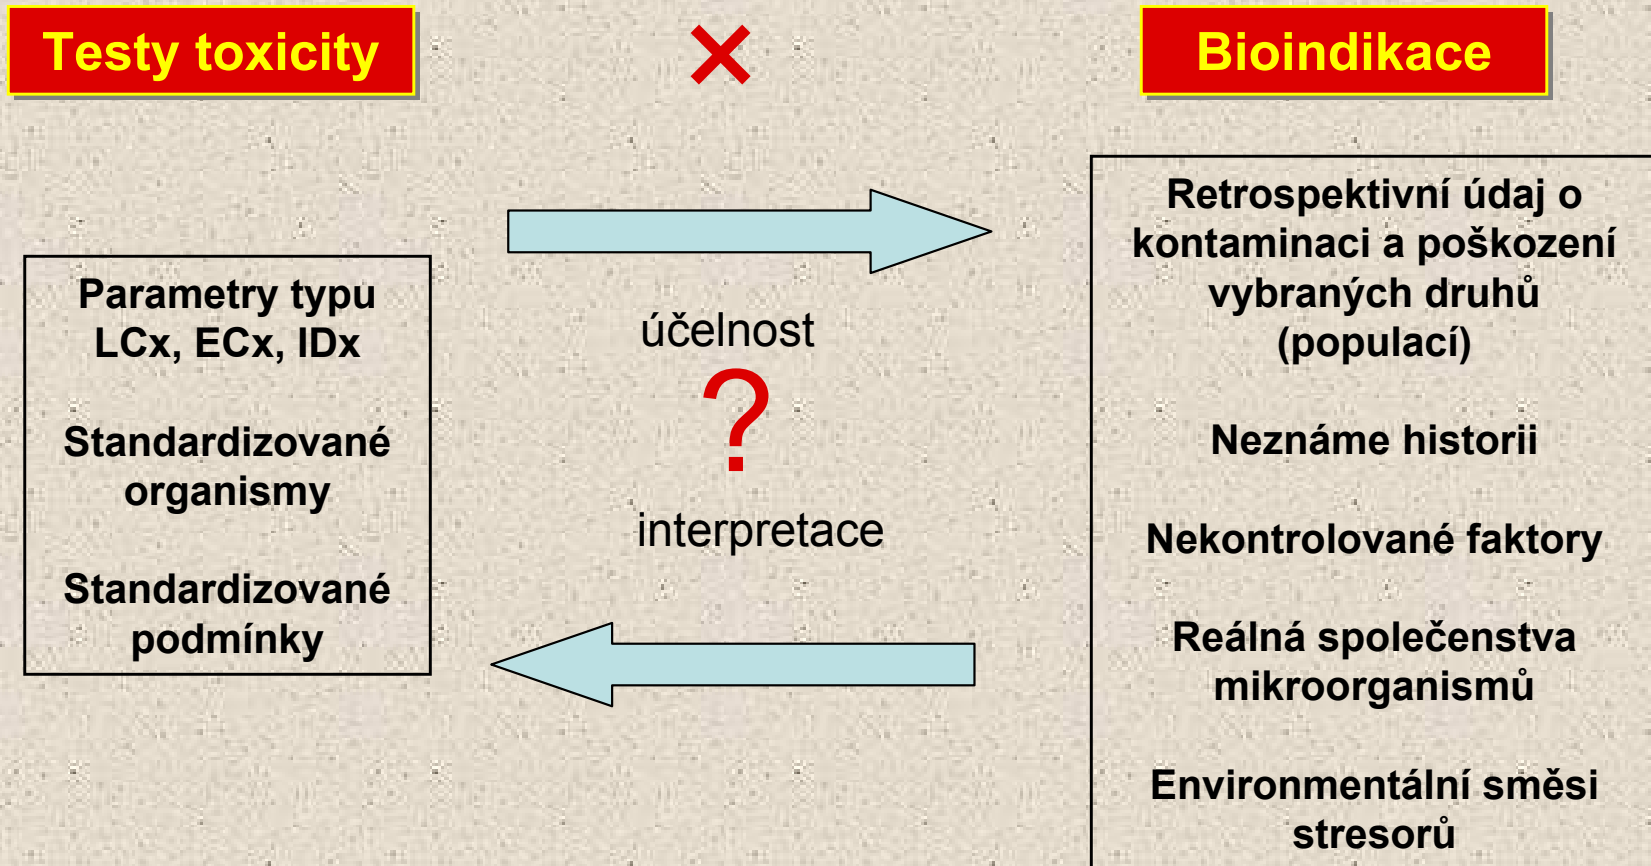 Testy toxicity
×
Bioindikace
Parametry typu
LCx, ECx, IDx
Standardizované
organismy
Standardizované
podmínky
účelnost
?
interpretace
Retrospektivní údaj o
kontaminaci a poškození
vybraných druhů
(populací)
Neznáme historii
Nekontrolované faktory
Reálná společenstva
mikroorganismů
Environmentální směsi
stresorů